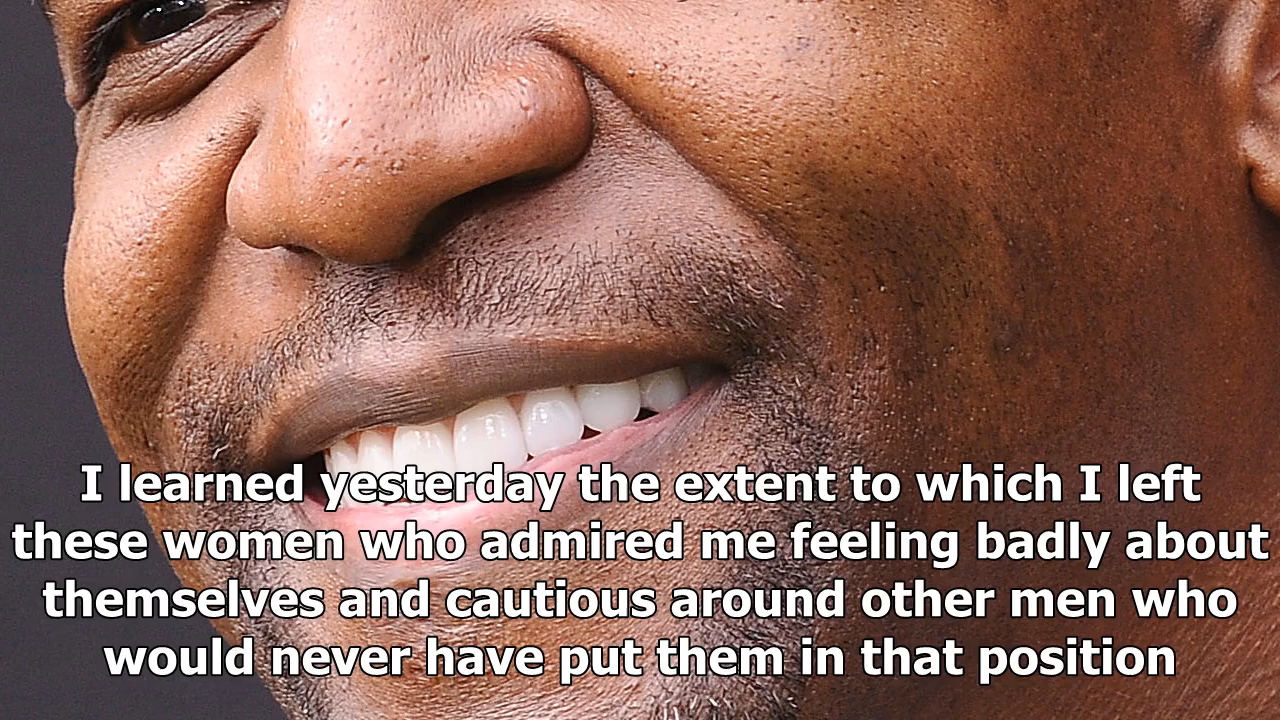 I learned yesterday the extent to which I left
these women who admired me feeling badly about
themselves and cautious around other men who
would never have put them in that position